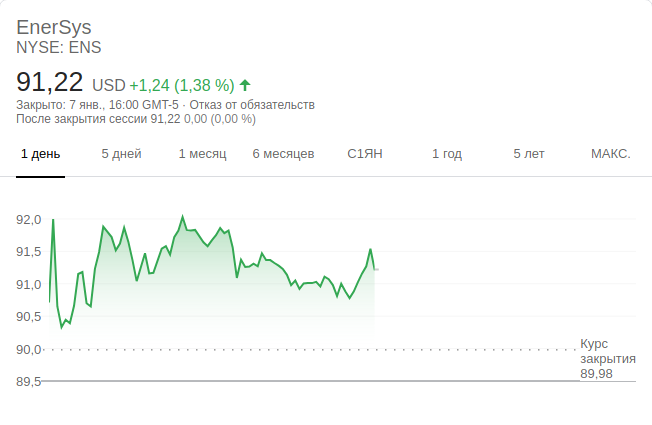 EnerSys
NYSE: ENS
91,22 USD +1,24 (1,38 %)
Закрыто: 7 янв., 16:00 GMT-5 · Отказ от обязательств
После закрытия сессии 91,22 0,00 (0,00 %)
1 день 5 дней 1 месяц 6 месяцев С1ЯН 1 год 5 лет МАКС.
92,0
91,5
91,0
90,5
90,0
89,5
Курс
закрытия
89,98